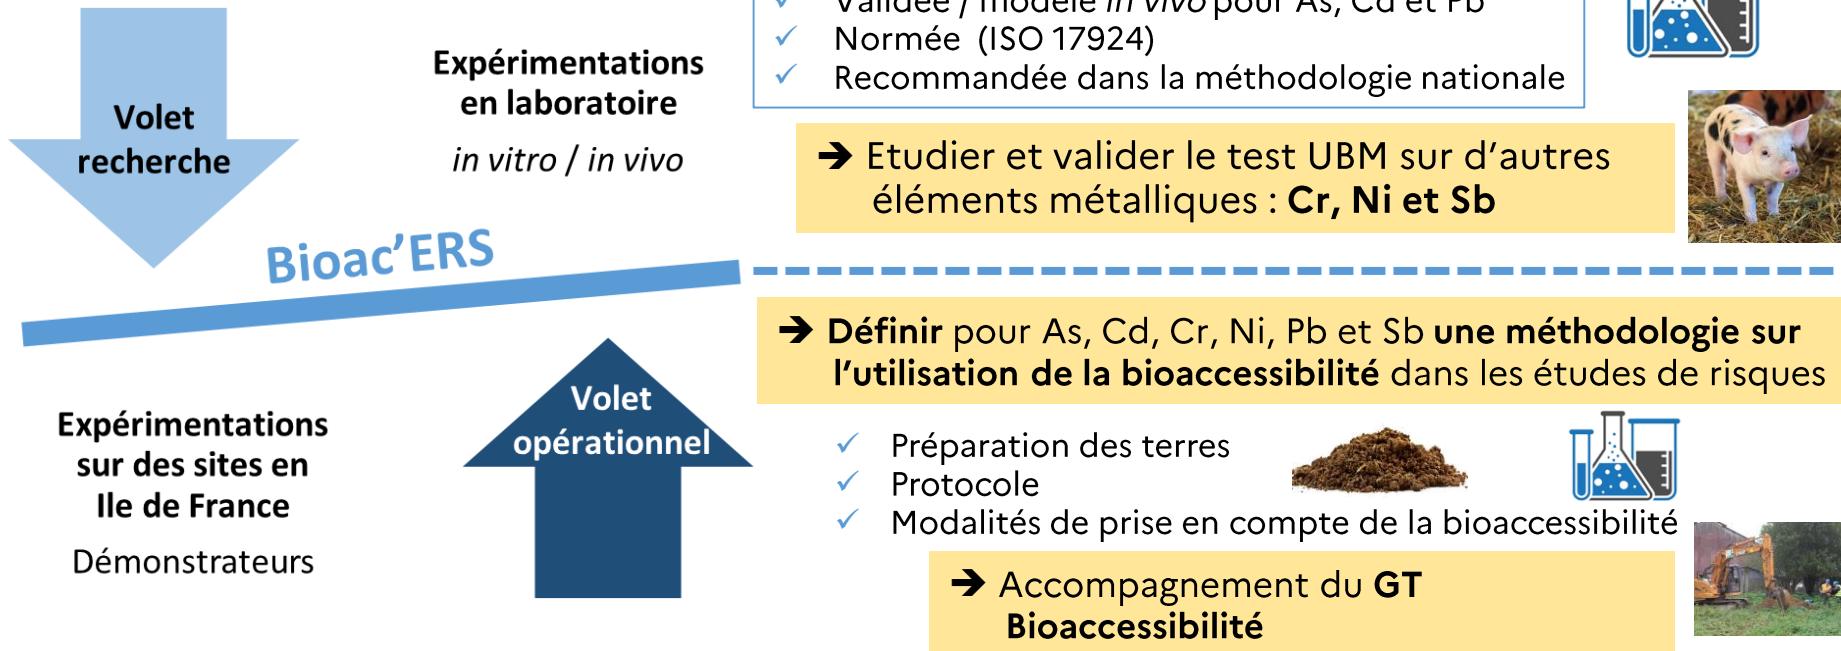 Volet
recherche
Expérimentations
en laboratoire
in vitro / in vivo
✓ Validée / modèle in vivo pour As, Cd et Pb
✓ Normée (ISO 17924)
✓ Recommandée dans la méthodologie nationale
➔ Etudier et valider le test UBM sur d’autres
éléments métalliques : Cr, Ni et Sb
Bioac’ERS
➔ Définir pour As, Cd, Cr, Ni, Pb et Sb une méthodologie sur
l’utilisation de la bioaccessibilité dans les études de risques
Expérimentations
sur des sites en
Ile de France
Démonstrateurs
Volet
opérationnel
✓ Préparation des terres
✓ Protocole
✓ Modalités de prise en compte de la bioaccessibilité
➔ Accompagnement du GT
Bioaccessibilité